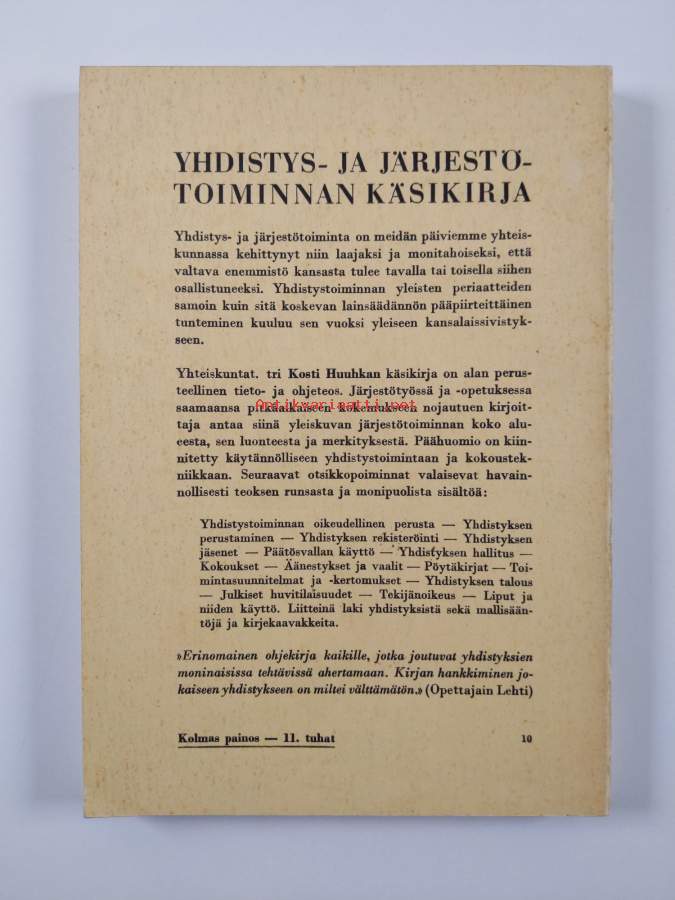 YHDISTYS- JA JÄRJESTÖ-
TOIMINNAN KÄSIKIRJA
Yhdistys- ja järjestötoiminta on meidän päiviemme yhteis-
kunnassa kehittynyt niin laajaksi ja monitahoiseksi, että
valtava enemmistö kansasta tulee tavalla tai toisella siihen
osallistuneeksi. Yhdistystoiminnan yleisten periaatteiden
samoin kuin sitä koskevan lainsäädännön pääpiirteittäinen
tunteminen kuuluu sen vuoksi yleiseen kansalaissivistyk-
seen.
Yhteiskuntat. tri Kosti Huuhkan käsikirja on alan perus-
teellinen tieto- ja ohjeteos. Järjestötyössä ja -opetuksessa
Antikvariaatti.net
saamaansa pitkäaikaiseen kokemukseen nojautuen kirjoit-
taja antaa siinä yleiskuvan järjestötoiminnan koko alu-
eesta, sen luonteesta ja merkityksestä. Päähuomio on kiin-
nitetty käytännölliseen yhdistystoimintaan ja kokoustek-
niikkaan. Seuraavat otsikkopoiminnat valaisevat havain-
nollisesti teoksen runsasta ja monipuolista sisältöä:
Yhdistystoiminnan oikeudellinen perusta — Yhdistyksen
perustaminen — Yhdistyksen rekisteröinti — Yhdistyksen
jäsenet — Päätösvallan käyttö — Yhdistyksen hallitus —
Kokoukset — Äänestykset ja vaalit — Pöytäkirjat — Toi-
mintasuunnitelmat ja -kertomukset — Yhdistyksen talous
— Julkiset huvitilaisuudet — Tekijänoikeus — Liput ja
niiden käyttö. Liitteinä laki yhdistyksistä sekä mallisään-
töjä ja kirjekaavakkeita.
»Erinomainen ohjekirja kaikille, jotka joutuvat yhdistyksien
moninaisissa tehtävissä ahertamaan. Kirjan hankkiminen jo-
kaiseen yhdistykseen on miltei välttämätön.» (Opettajain Lehti)
Kolmas painos — 11. tuhat
10